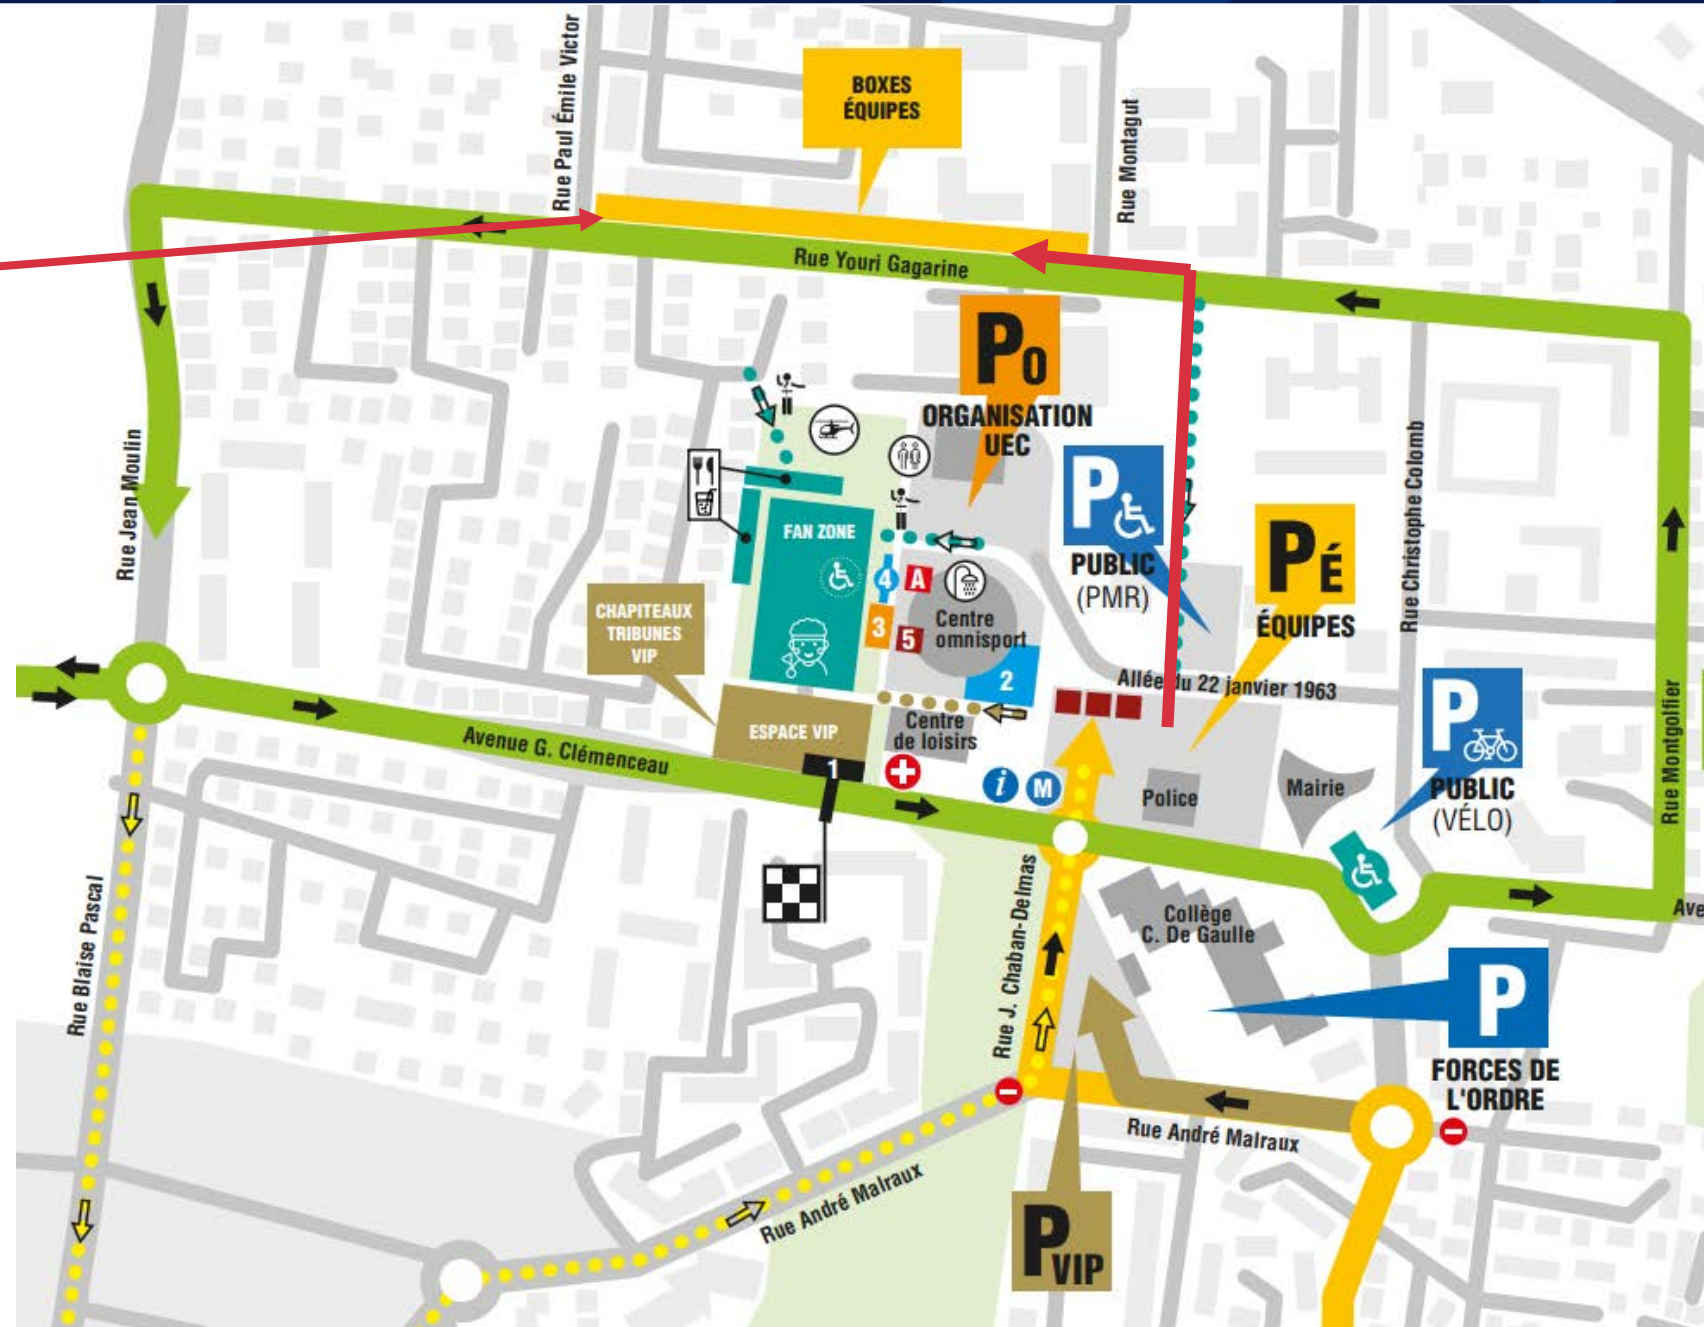 Rue Paul Émile Victor
BOXES
ÉQUIPES
Rue Montagut
Rue Youri Gagarine
PO
ORGANISATION
UEC
P
PUBLIC
(PMR)
PÉ
ÉQUIPES
Rue Christophe Colomb
Rue Jean Moulin
FAN ZONE
4
A
3
5
Centre
omnisport
2
CHAPITEAUX
TRIBUNES
VIP
Allée du 22 janvier 1963
P
PUBLIC
(VÉLO)
Rue Montgolfier
ESPACE VIP
Centre
de loisirs
Avenue G. Clémenceau
1
i
M
Police
Mairie
Rue Blaise Pascal
Rue J. Chaban-Delmas
Collège
C. De Gaulle
Ave
P
FORCES DE
L'ORDRE
Rue André Malraux
Rue André Malraux
PVIP